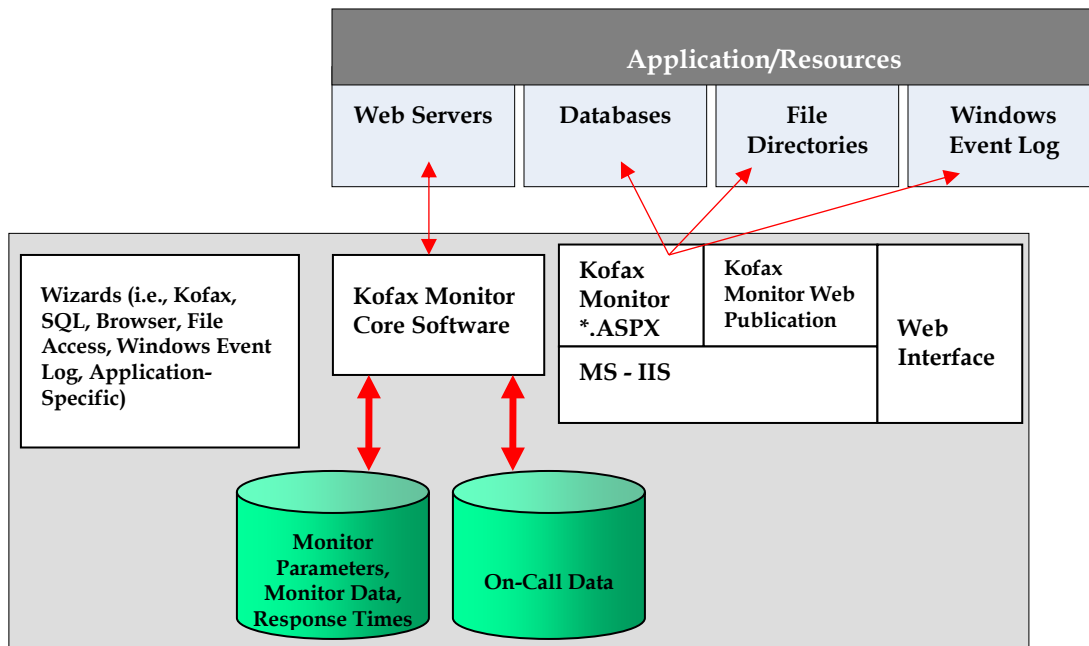 Application/Resources
Web Servers
Databases
File
Directories
Windows
Event Log
Wizards (i.e., Kofax,
SQL, Browser, File
Access, Windows Event
Log, Application-
Specific)
Kofax Monitor
Core Software
Kofax
Monitor
*.ASPX
Kofax
Monitor Web
Publication
MS - IIS
Web
Interface
Monitor
Parameters,
Monitor Data,
Response Times
On-Call Data